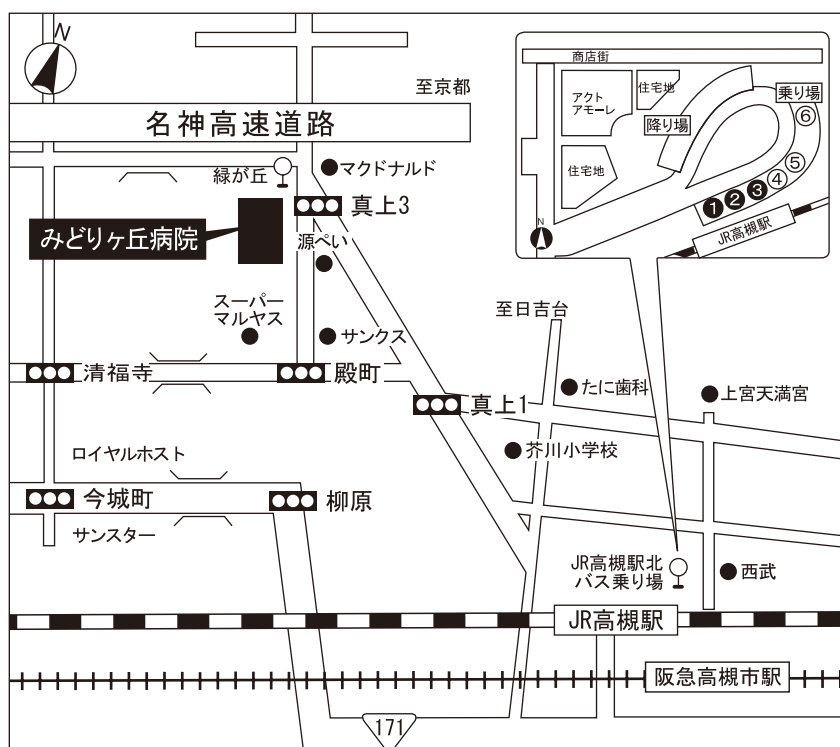 N
至京都
名神高速道路
緑が丘
マクドナルド
真上3
みどりヶ丘病院
源ぺい
スーパー
マルヤス
サンクス
清福寺
殿町
真上1
至日吉台
たに歯科
上宮天満宮
芥川小学校
ロイヤルホスト
今城町
柳原
サンスター
JR高槻駅北
バス乗り場
西武
JR高槻駅
阪急高槻市駅
171
商店街
アクト
アモーレ
住宅地
降り場
乗り場
⑥
住宅地
⑤
④
❸
❷
❶
JR高槻駅
N